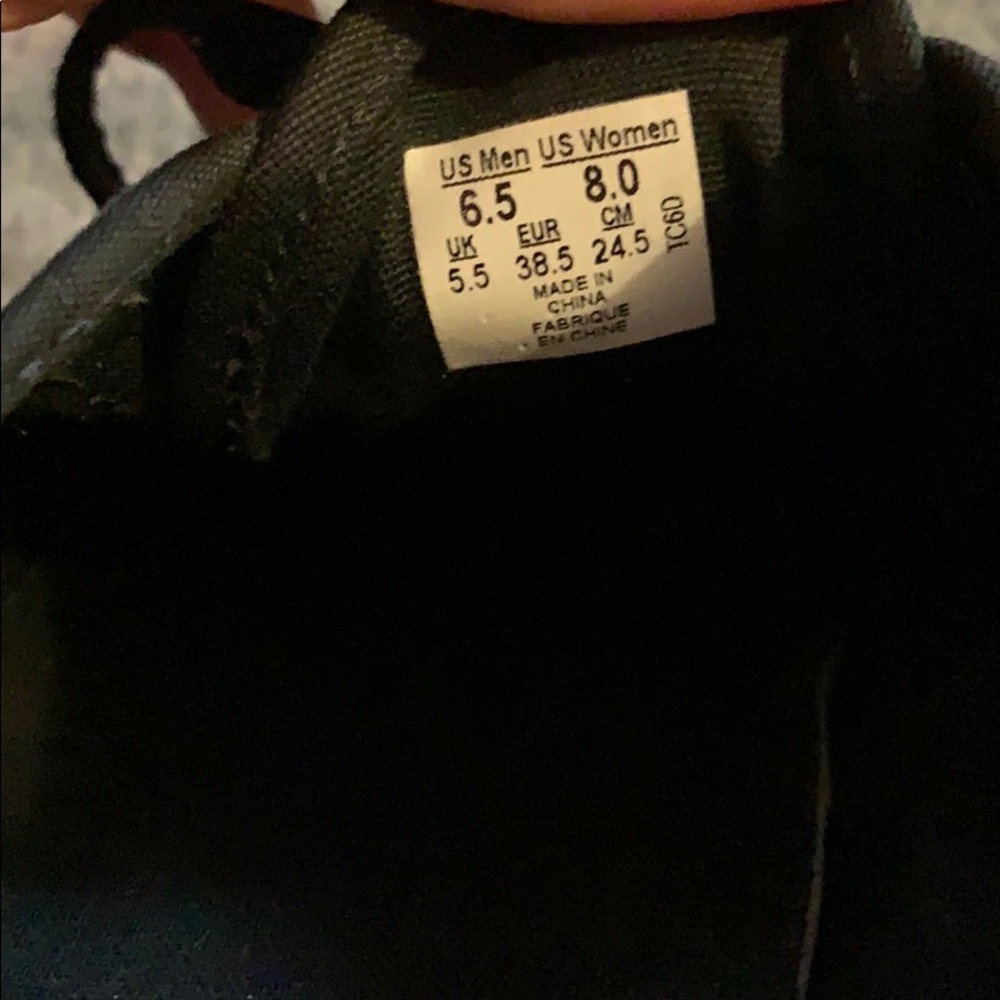 US Men US Women
6.5 8.0
UK EUR CM
5.5 38.5 24.5
MADE IN
CHINA
FABRIQUE
EN CHINE
TC6D